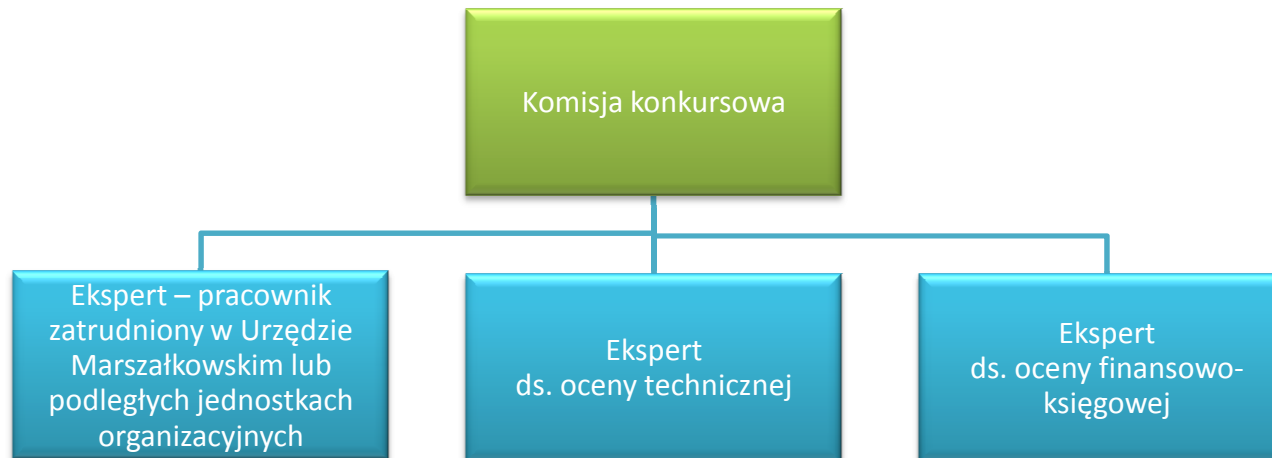 Komisja konkursowa
Ekspert – pracownik
zatrudniony w Urzędzie
Marszałkowskim lub
podległych jednostkach
organizacyjnych
Ekspert
ds. oceny technicznej
Ekspert
ds. oceny finansowo-
księgowej